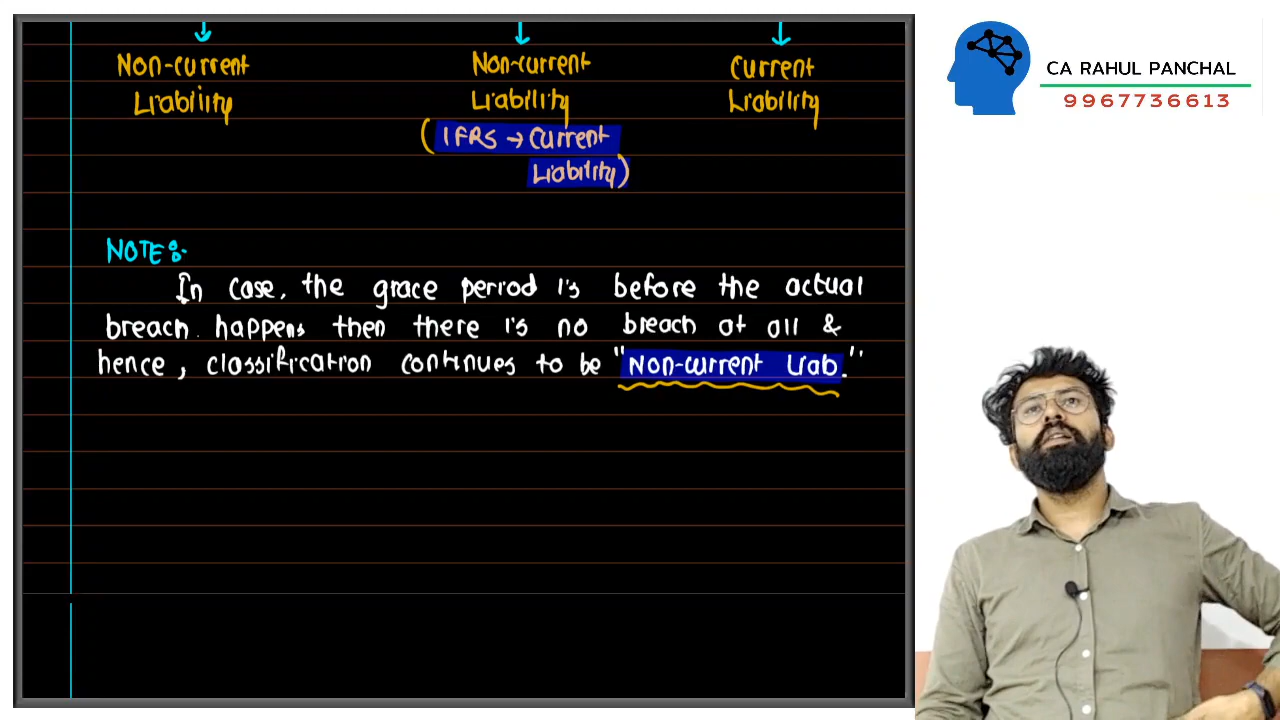 Non-current
Liability
Non-current
Liability
(IFRS → Current
Liability)
Current
Liability
NOTE:-
In case, the grace period is before the actual
breach happens then there is no breach at all &
hence, classification continues to be "Non-current Liab."
CA RAHUL PANCHAL
9967736613